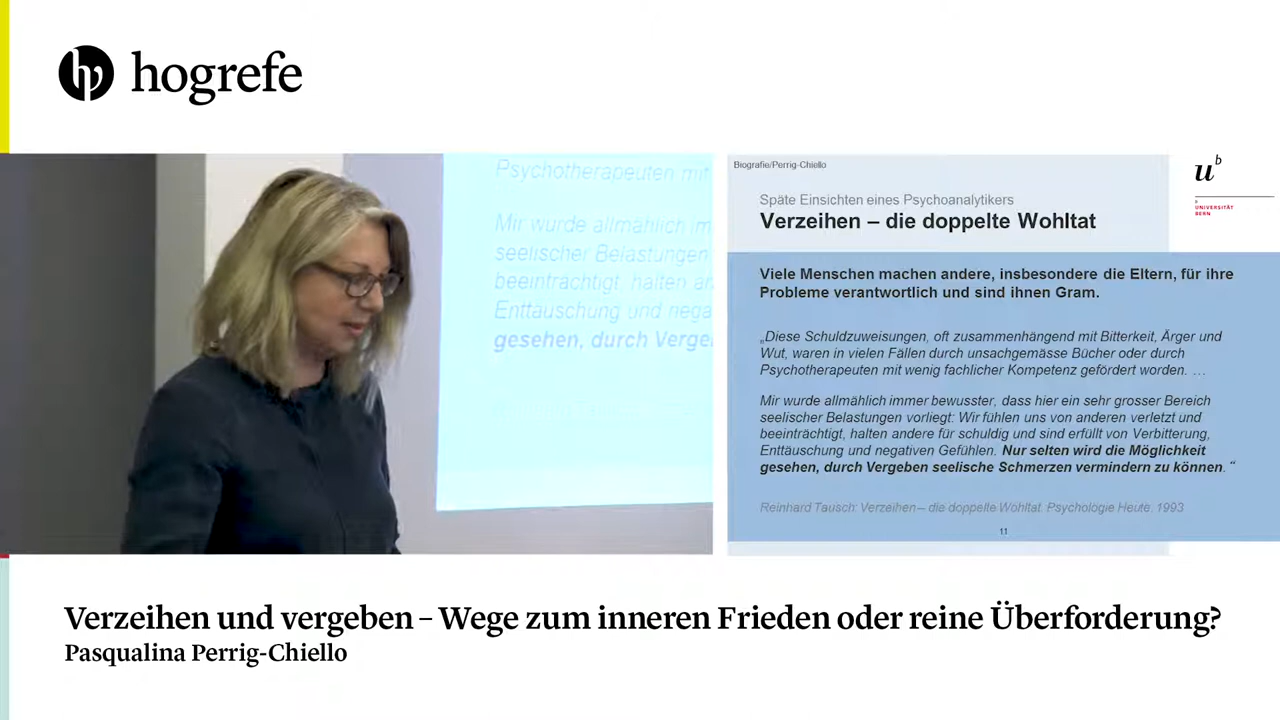 hogrefe
Psychotherapeuten mit
Mir wurde allmählich im
seelischer Belastungen
beeinträchtigt, halten an
Enttäuschung und nega
gesehen, durch Verge
Biografie/Perrig-Chiello
Späte Einsichten eines Psychoanalytikers
Verzeihen – die doppelte Wohltat
Viele Menschen machen andere, insbesondere die Eltern, für ihre
Probleme verantwortlich und sind ihnen Gram.
„Diese Schuldzuweisungen, oft zusammenhängend mit Bitterkeit, Ärger und
Wut, waren in vielen Fällen durch unsachgemässe Bücher oder durch
Psychotherapeuten mit wenig fachlicher Kompetenz gefördert worden. …
Mir wurde allmählich immer bewusster, dass hier ein sehr grosser Bereich
seelischer Belastungen vorliegt: Wir fühlen uns von anderen verletzt und
beeinträchtigt, halten andere für schuldig und sind erfüllt von Verbitterung,
Enttäuschung und negativen Gefühlen. Nur selten wird die Möglichkeit
gesehen, durch Vergeben seelische Schmerzen vermindern zu können. “
Reinhard Tausch: Verzeihen – die doppelte Wohltat. Psychologie Heute, 1993
11
u b
b
UNIVERSITÄT
BERN
Verzeihen und vergeben – Wege zum inneren Frieden oder reine Überforderung?
Pasqualina Perrig-Chiello